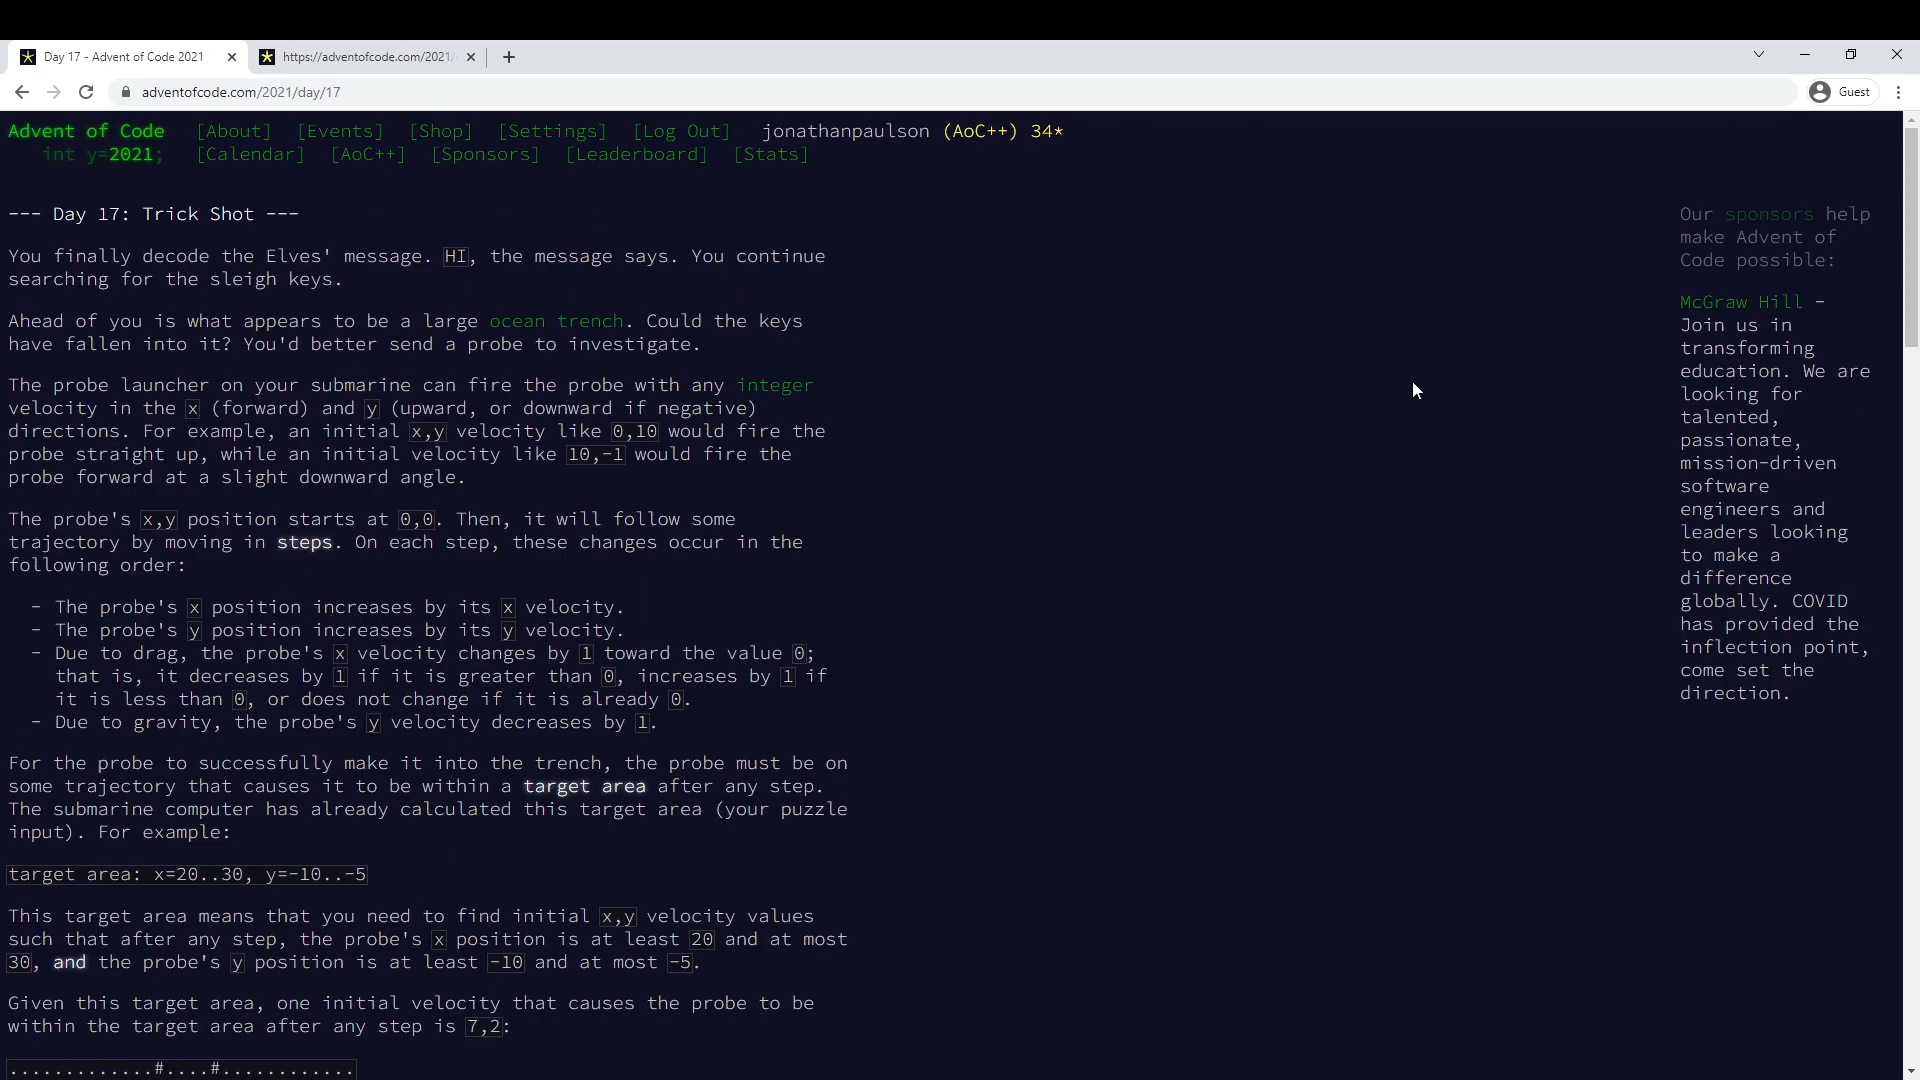 Day 17 - Advent of Code 2021
https://adventofcode.com/2021/
adventofcode.com/2021/day/17
Guest
Advent of Code [About] [Events] [Shop] [Settings] [Log Out] jonathanpaulson (AoC++) 34*
int y=2021; [Calendar] [AoC++] [Sponsors] [Leaderboard] [Stats]
--- Day 17: Trick Shot ---
You finally decode the Elves' message. HI, the message says. You continue
searching for the sleigh keys.
Ahead of you is what appears to be a large ocean trench. Could the keys
have fallen into it? You'd better send a probe to investigate.
The probe launcher on your submarine can fire the probe with any integer
velocity in the x (forward) and y (upward, or downward if negative)
directions. For example, an initial x,y velocity like 0,10 would fire the
probe straight up, while an initial velocity like 10,-1 would fire the
probe forward at a slight downward angle.
The probe's x,y position starts at 0,0. Then, it will follow some
trajectory by moving in steps. On each step, these changes occur in the
following order:
- The probe's x position increases by its x velocity.
- The probe's y position increases by its y velocity.
- Due to drag, the probe's x velocity changes by 1 toward the value 0;
that is, it decreases by 1 if it is greater than 0, increases by 1 if
it is less than 0, or does not change if it is already 0.
- Due to gravity, the probe's y velocity decreases by 1.
For the probe to successfully make it into the trench, the probe must be on
some trajectory that causes it to be within a target area after any step.
The submarine computer has already calculated this target area (your puzzle
input). For example:
target area: x=20..30, y=-10..-5
This target area means that you need to find initial x,y velocity values
such that after any step, the probe's x position is at least 20 and at most
30, and the probe's y position is at least -10 and at most -5.
Given this target area, one initial velocity that causes the probe to be
within the target area after any step is 7,2:
.............#....#............
Our sponsors help
make Advent of
Code possible:
McGraw Hill -
Join us in
transforming
education. We are
looking for
talented,
passionate,
mission-driven
software
engineers and
leaders looking
to make a
difference
globally. COVID
has provided the
inflection point,
come set the
direction.